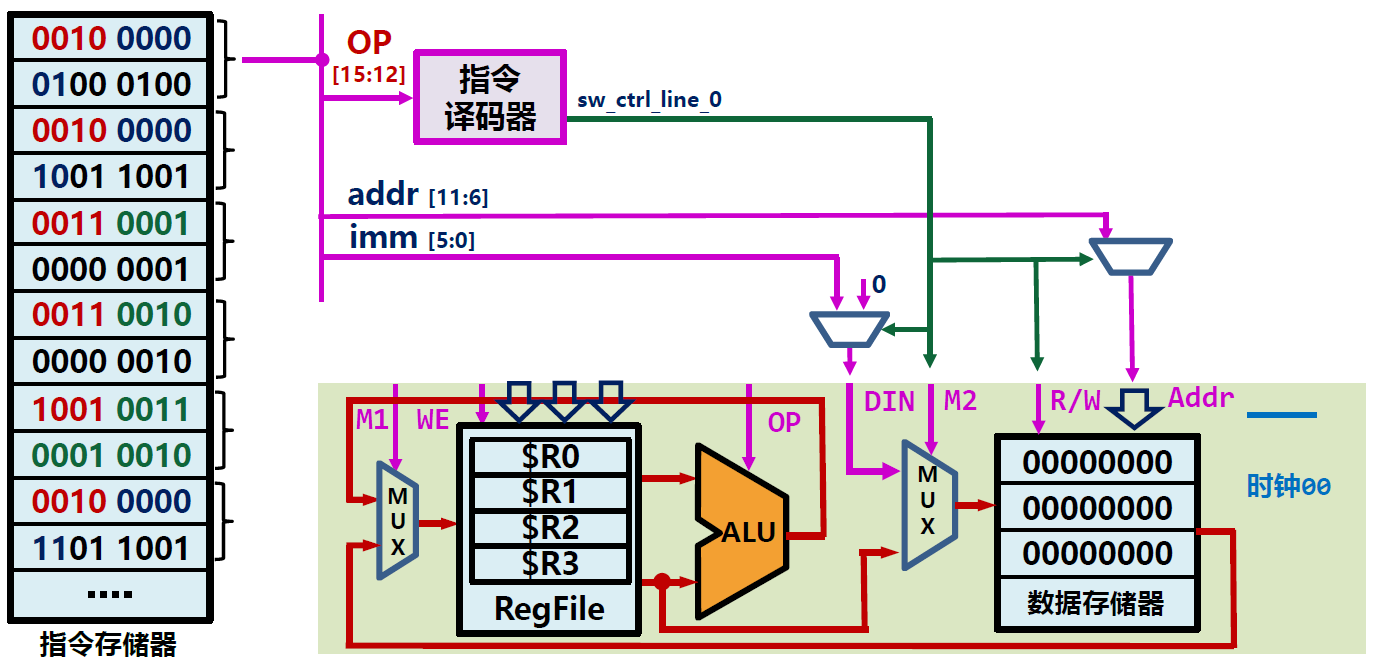 0010 0000
0100 0100
0010 0000
1001 1001
0011 0001
0000 0001
0011 0010
0000 0010
1001 0011
0001 0010
0010 0000
1101 1001
....
指令存储器
OP
[15:12]
指令
译码器
sw_ctrl_line_0
addr [11:6]
imm [5:0]
0
M1
WE
OP
DIN
M2
R/W
Addr
MUX
$R0
$R1
$R2
$R3
RegFile
ALU
MUX
00000000
00000000
00000000
数据存储器
时钟00